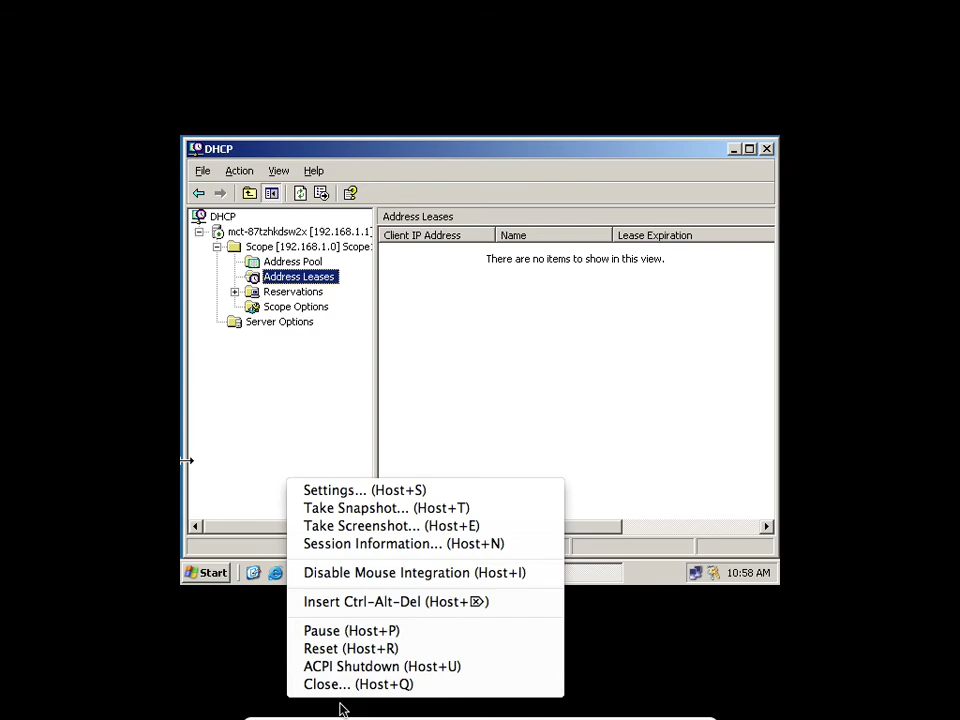 DHCP
File Action View Help
DHCP
mct-87tzhkdsw2x [192.168.1.1]
Scope [192.168.1.0] Scope
Address Pool
Address Leases
Reservations
Scope Options
Server Options
Address Leases
Client IP Address Name Lease Expiration
There are no items to show in this view.
Settings... (Host+S)
Take Snapshot... (Host+T)
Take Screenshot... (Host+E)
Session Information... (Host+N)
Disable Mouse Integration (Host+I)
Insert Ctrl-Alt-Del (Host+⌦)
Pause (Host+P)
Reset (Host+R)
ACPI Shutdown (Host+U)
Close... (Host+Q)
Start
10:58 AM